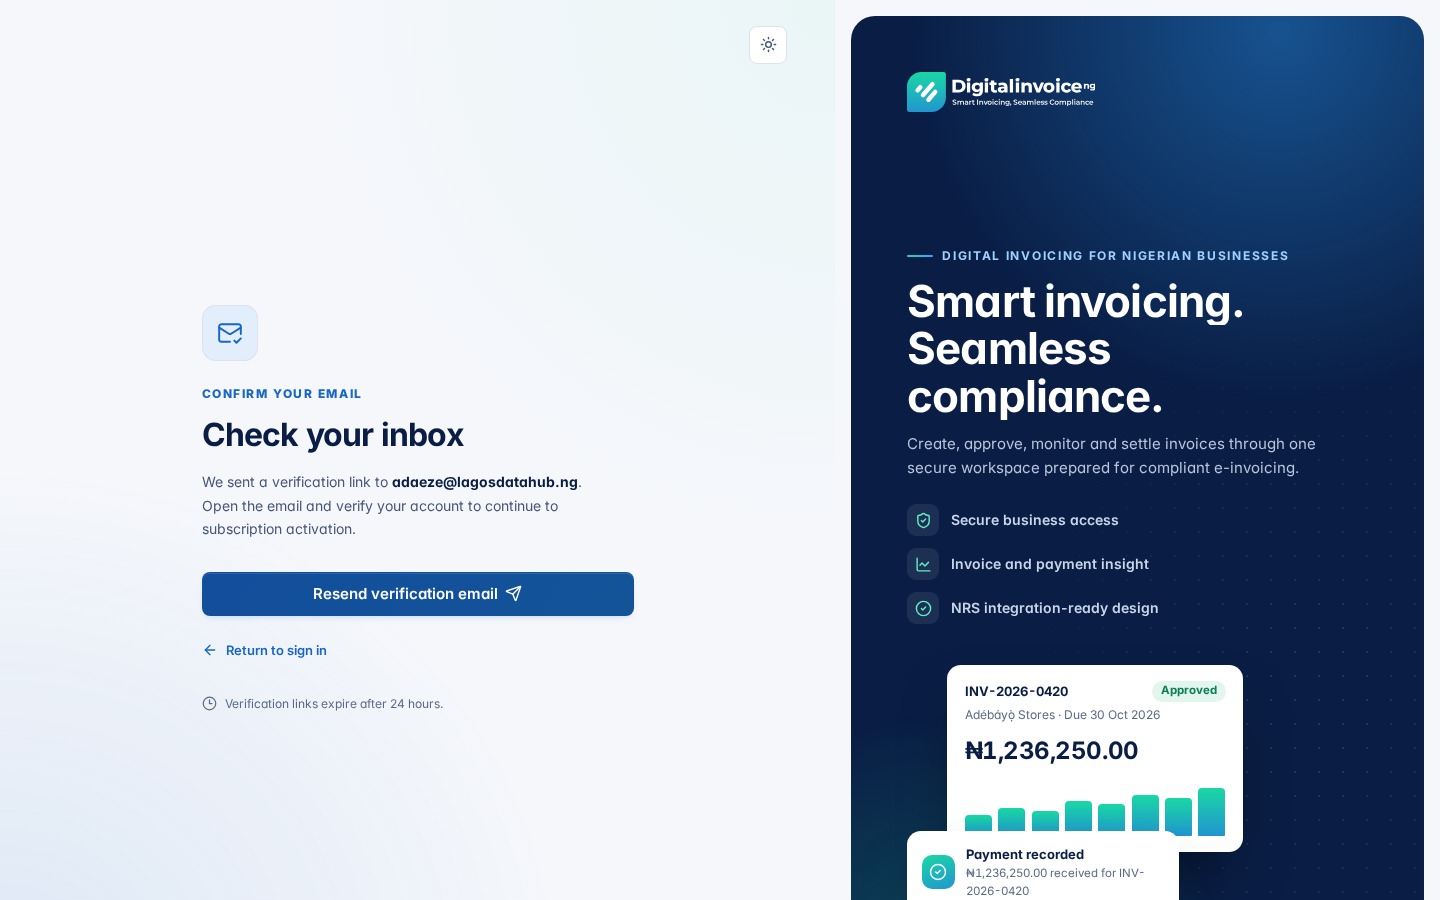 CONFIRM YOUR EMAIL
Check your inbox
We sent a verification link to adaeze@lagosdatahub.ng.
Open the email and verify your account to continue to
subscription activation.
Resend verification email
Return to sign in
Verification links expire after 24 hours.
Digitalinvoice ng
Smart Invoicing, Seamless Compliance
DIGITAL INVOICING FOR NIGERIAN BUSINESSES
Smart invoicing.
Seamless
compliance.
Create, approve, monitor and settle invoices through one
secure workspace prepared for compliant e-invoicing.
Secure business access
Invoice and payment insight
NRS integration-ready design
INV-2026-0420 Approved
Adébáyọ̀ Stores · Due 30 Oct 2026
₦1,236,250.00
Payment recorded
₦1,236,250.00 received for INV-
2026-0420